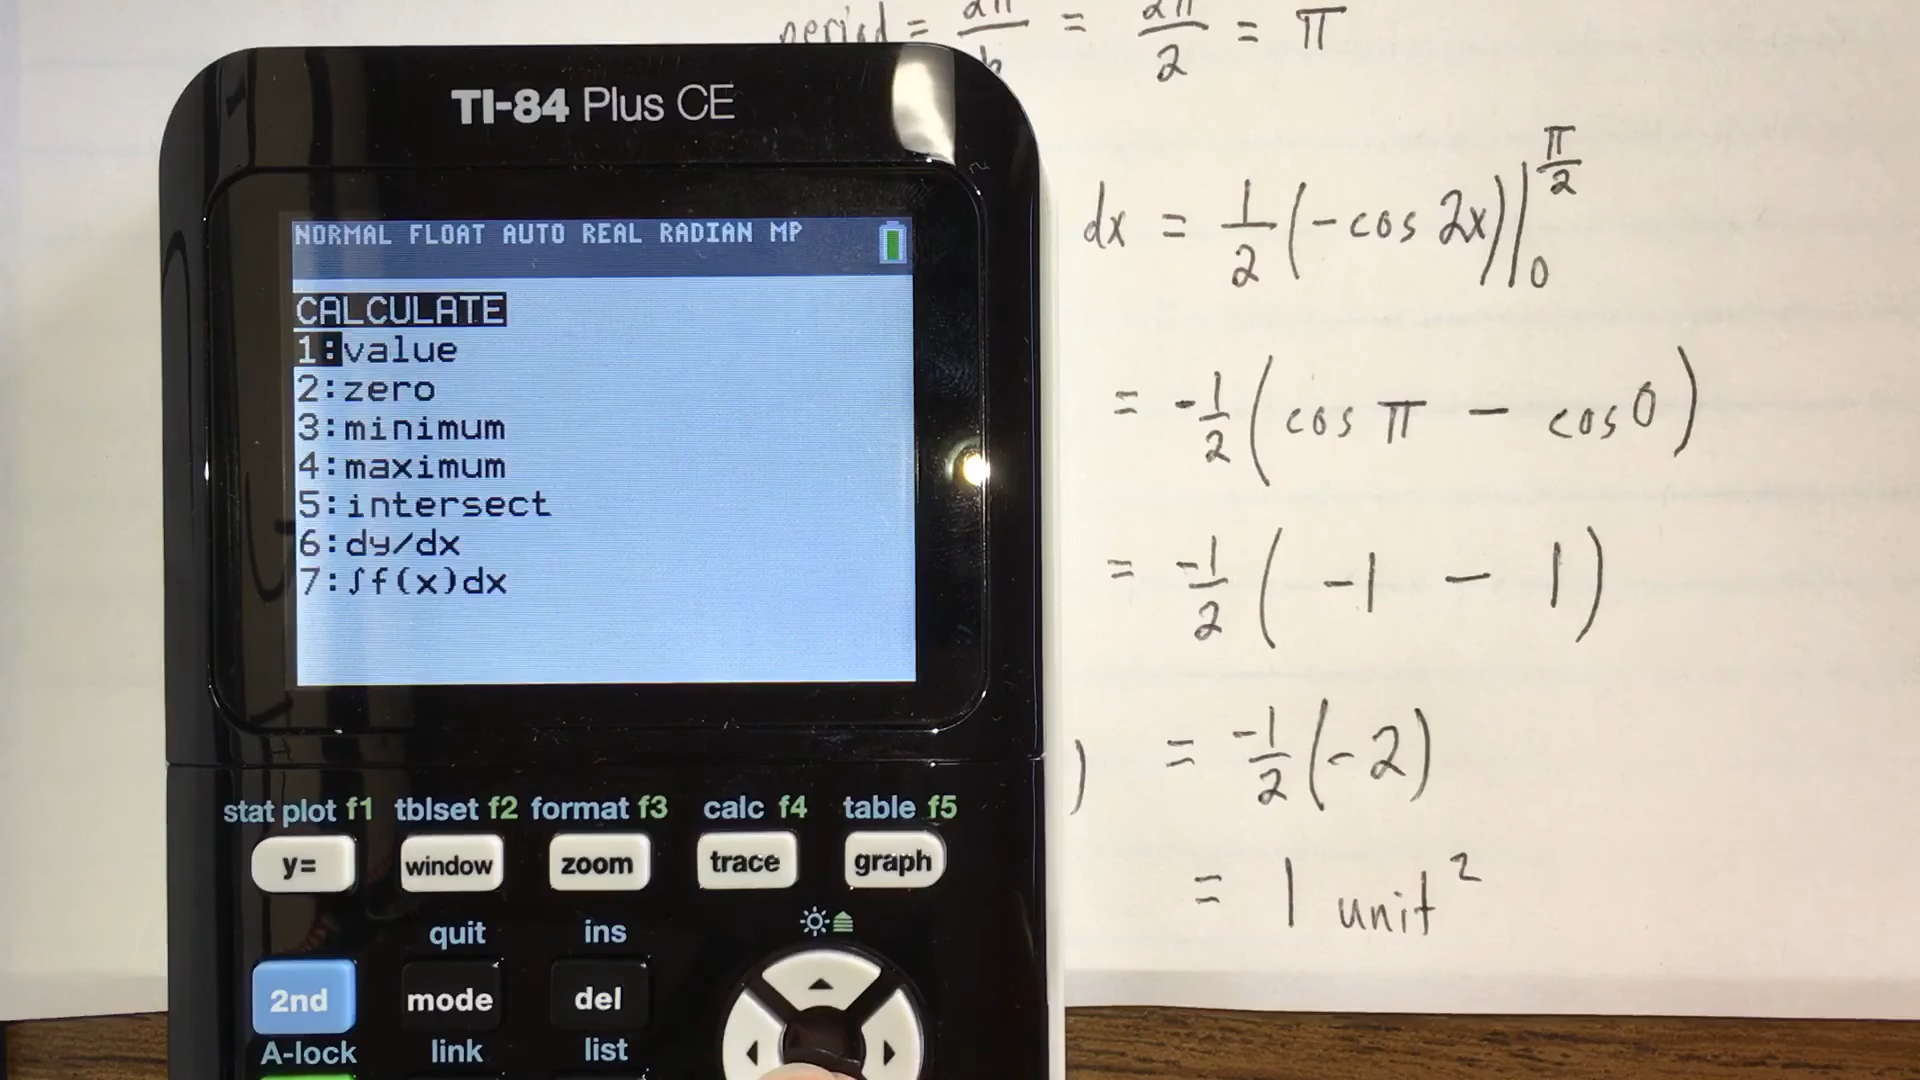 period = 2π/b = 2π/2 = π
TI-84 Plus CE
NORMAL FLOAT AUTO REAL RADIAN MP
CALCULATE
1:value
2:zero
3:minimum
4:maximum
5:intersect
6:dy/dx
7:∫f(x)dx
stat plot f1 tblset f2 format f3 calc f4 table f5
y= window zoom trace graph
quit ins
2nd mode del
A-lock link list
dx = 1/2 (-cos 2x)|₀^(π/2)
= -1/2 (cos π - cos 0)
= -1/2 (-1 - 1)
) = -1/2 (-2)
= 1 unit²